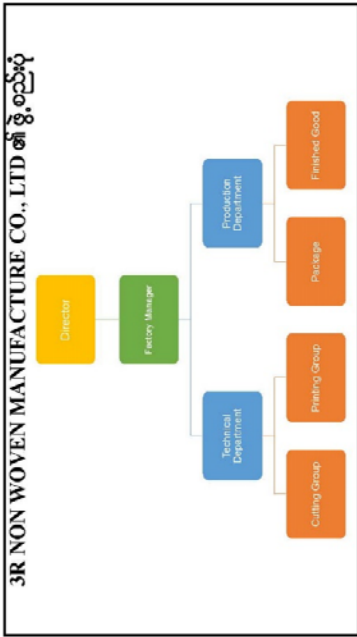 3R NON WOVEN MANUFACTURE CO., LTD ၏ ဖွဲ့စည်းပုံ
Director
Factory Manager
Technical
Department
Production
Department
Cutting Group
Printing Group
Package
Finished Good